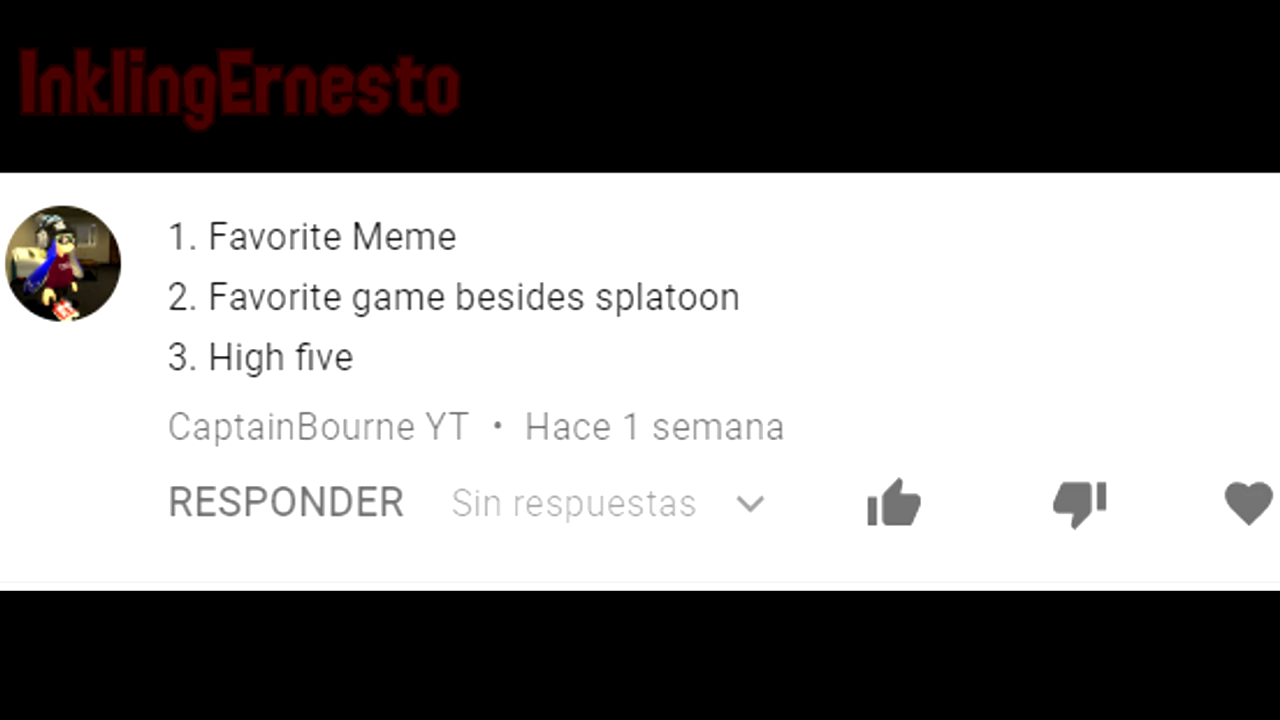 InklingErnesto
1. Favorite Meme
2. Favorite game besides splatoon
3. High five
CaptainBourne YT • Hace 1 semana
RESPONDER Sin respuestas